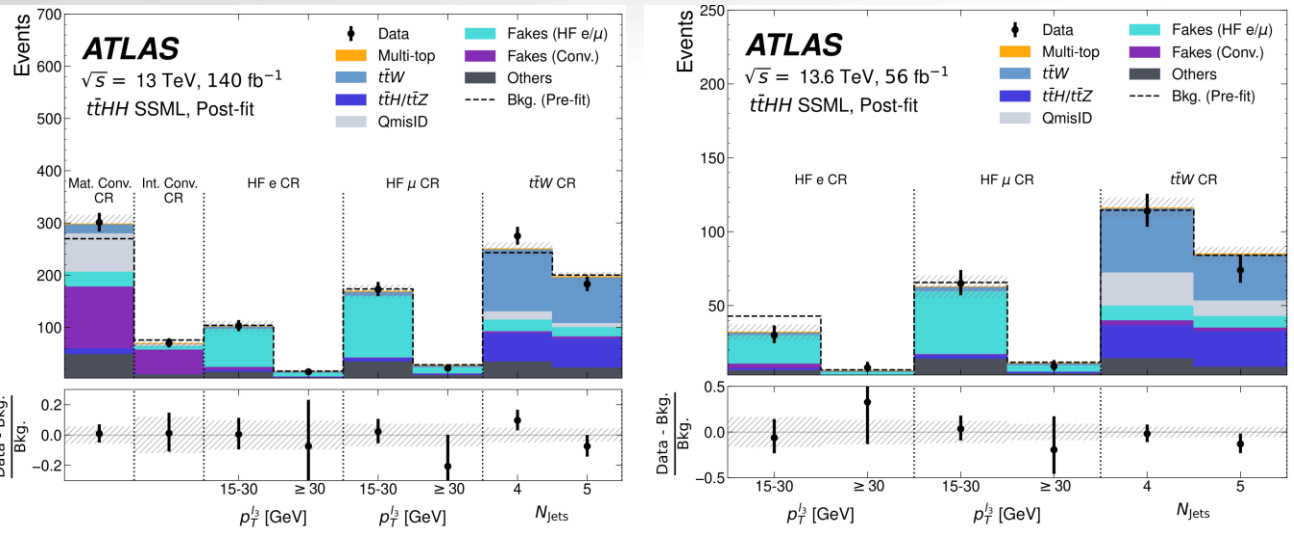 700
600
500
400
300
200
100
Events
ATLAS
√s = 13 TeV, 140 fb⁻¹
tt̄HH SSML, Post-fit
Data
Multi-top
tt̄W
tt̄H/tt̄Z
QmisID
Fakes (HF e/μ)
Fakes (Conv.)
Others
Bkg. (Pre-fit)
Mat. Conv.
CR
Int. Conv.
CR
HF e CR
HF μ CR
tt̄W CR
Data - Bkg.
Bkg.
0.2
0.0
−0.2
15-30
≥ 30
15-30
≥ 30
4
5
p_T^{l_3} [GeV]
p_T^{l_3} [GeV]
N_Jets
250
200
150
100
50
Events
ATLAS
√s = 13.6 TeV, 56 fb⁻¹
tt̄HH SSML, Post-fit
Data
Multi-top
tt̄W
tt̄H/tt̄Z
QmisID
Fakes (HF e/μ)
Fakes (Conv.)
Others
Bkg. (Pre-fit)
HF e CR
HF μ CR
tt̄W CR
Data - Bkg.
Bkg.
0.5
0.0
−0.5
15-30
≥ 30
15-30
≥ 30
4
5
p_T^{l_3} [GeV]
p_T^{l_3} [GeV]
N_Jets